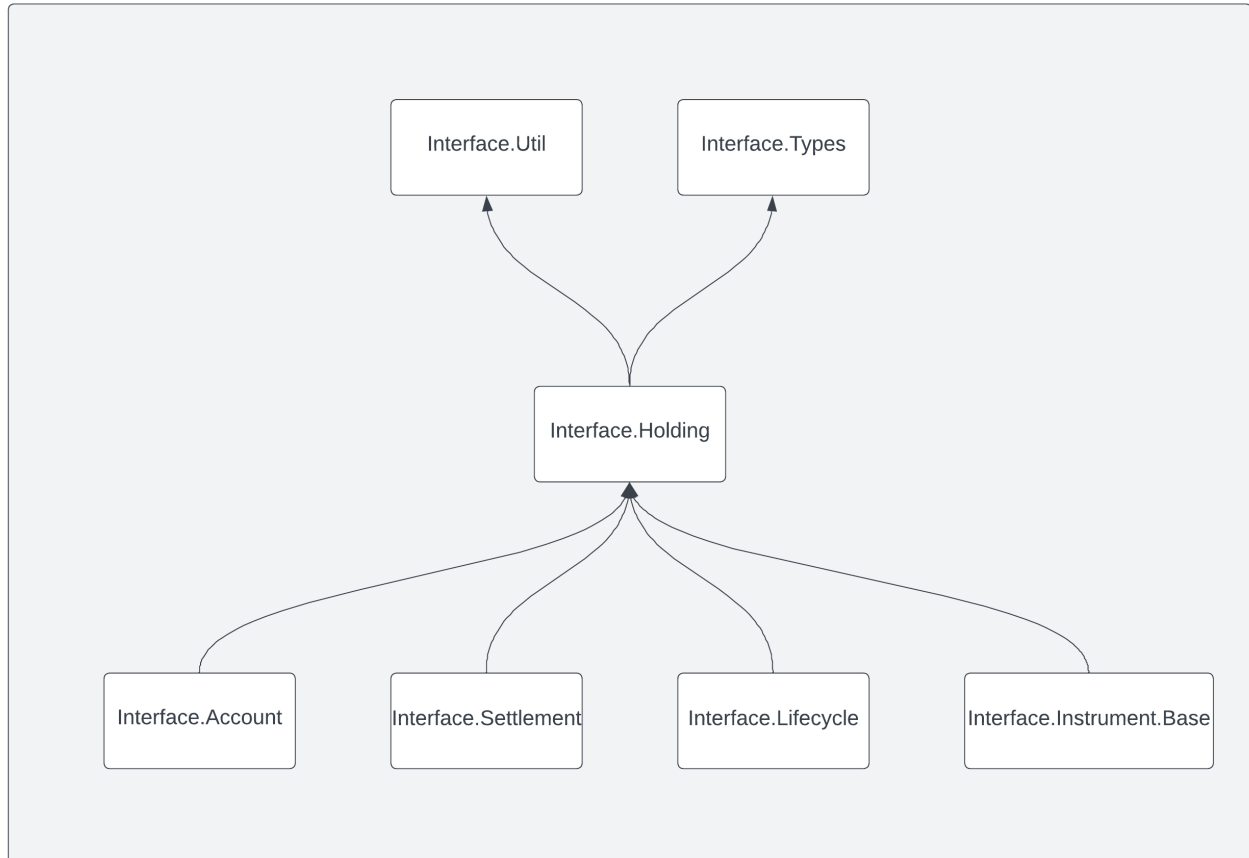 Interface.Util
Interface.Types
Interface.Holding
Interface.Account
Interface.Settlement
Interface.Lifecycle
Interface.Instrument.Base